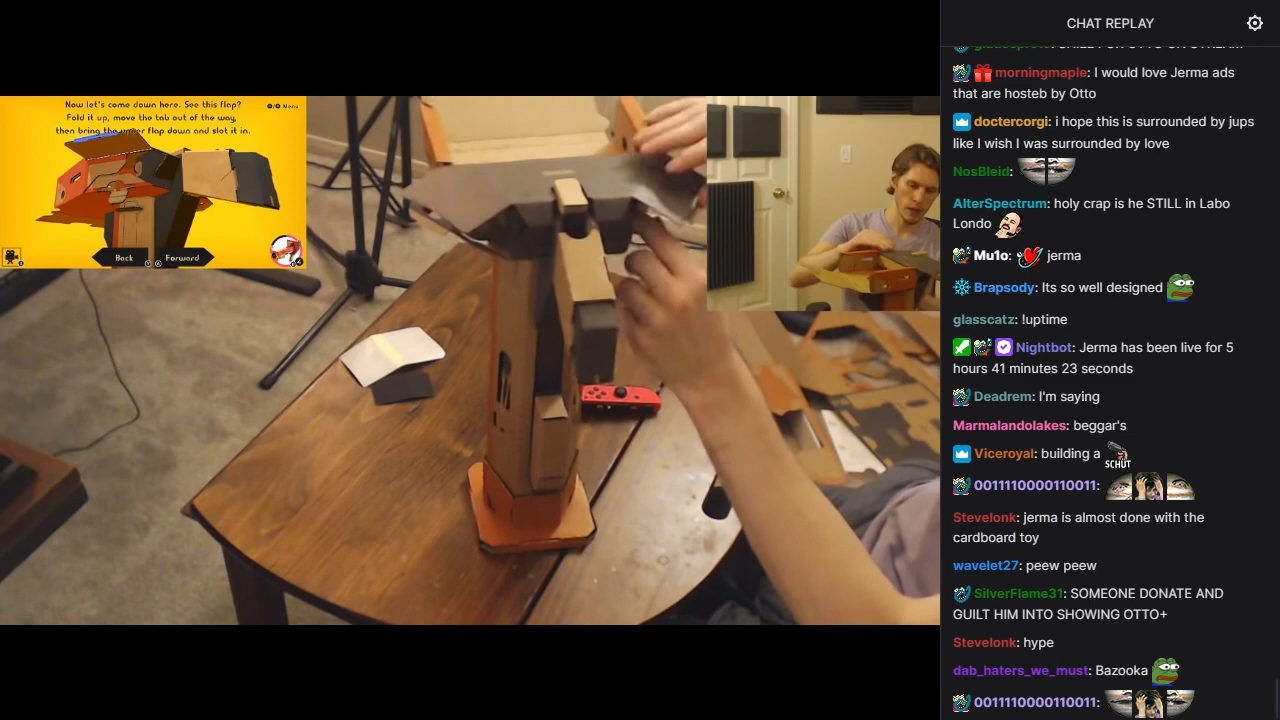 Now let's come down here. See this flap?
Menu
Fold it up, move the tab out of the way,
then bring the upper flap down and slot it in.
Back
Forward
CHAT REPLAY
morningmaple: I would love Jerma ads
that are hosteb by Otto
doctercorgi: i hope this is surrounded by jups
like I wish I was surrounded by love
NosBleid:
AlterSpectrum: holy crap is he STILL in Labo
Londo
Mu1o: jerma
Brapsody: Its so well designed
glasscatz: !uptime
Nightbot: Jerma has been live for 5
hours 41 minutes 23 seconds
Deadrem: I'm saying
Marmalandolakes: beggar's
Viceroyal: building a
SCHUT
0011110000110011:
Stevelonk: jerma is almost done with the
cardboard toy
wavelet27: peew peew
SilverFlame31: SOMEONE DONATE AND
GUILT HIM INTO SHOWING OTTO+
Stevelonk: hype
dab_haters_we_must: Bazooka
0011110000110011: